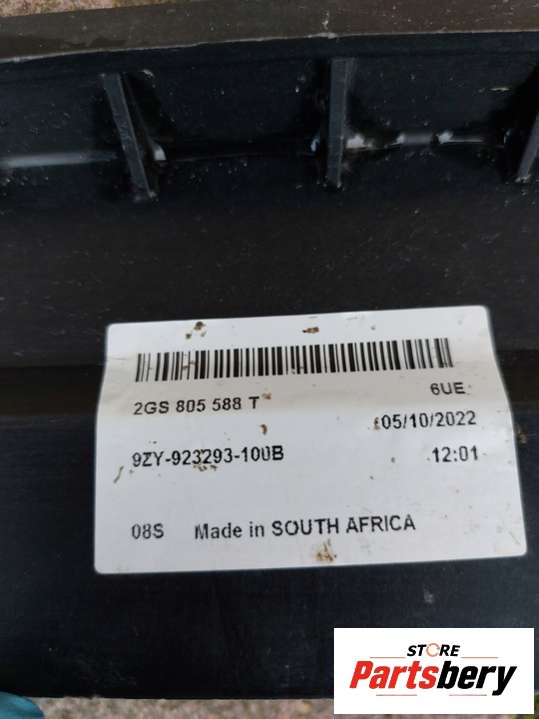 2GS 805 588 T
6UE
05/10/2022
9ZY-923293-100B
12:01
08S Made in SOUTH AFRICA
STORE
Partsbery